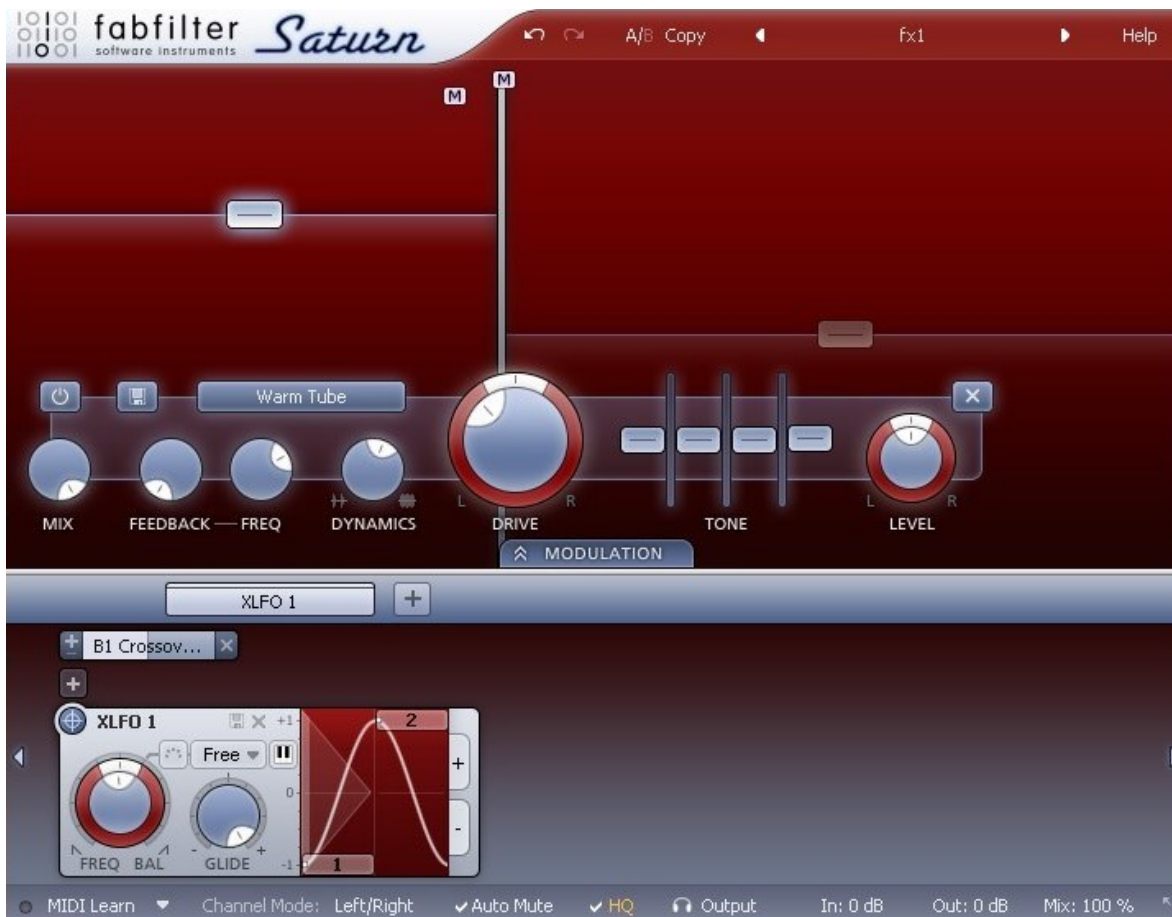 fabfilter
software instruments
Saturn
A/B Copy
fx1
Help
M
M
Warm Tube
L R
L R
MIX
FEEDBACK
FREQ
DYNAMICS
DRIVE
TONE
LEVEL
MODULATION
XLFO 1
+
B1 Crossov...
+
XLFO 1
+1
2
Free
0
+
-
- +
FREQ BAL
GLIDE
-1
1
MIDI Learn
Channel Mode: Left/Right
Auto Mute
HQ
Output
In: 0 dB
Out: 0 dB
Mix: 100 %